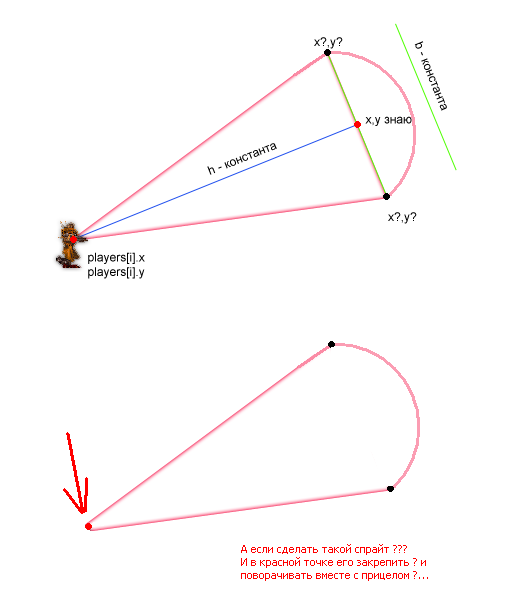 x?,y?
b - константа
x,y знаю
h - константа
x?,y?
players[i].x
players[i].y
А если сделать такой спрайт ???
И в красной точке его закрепить ? и
поворачивать вместе с прицелом ?...